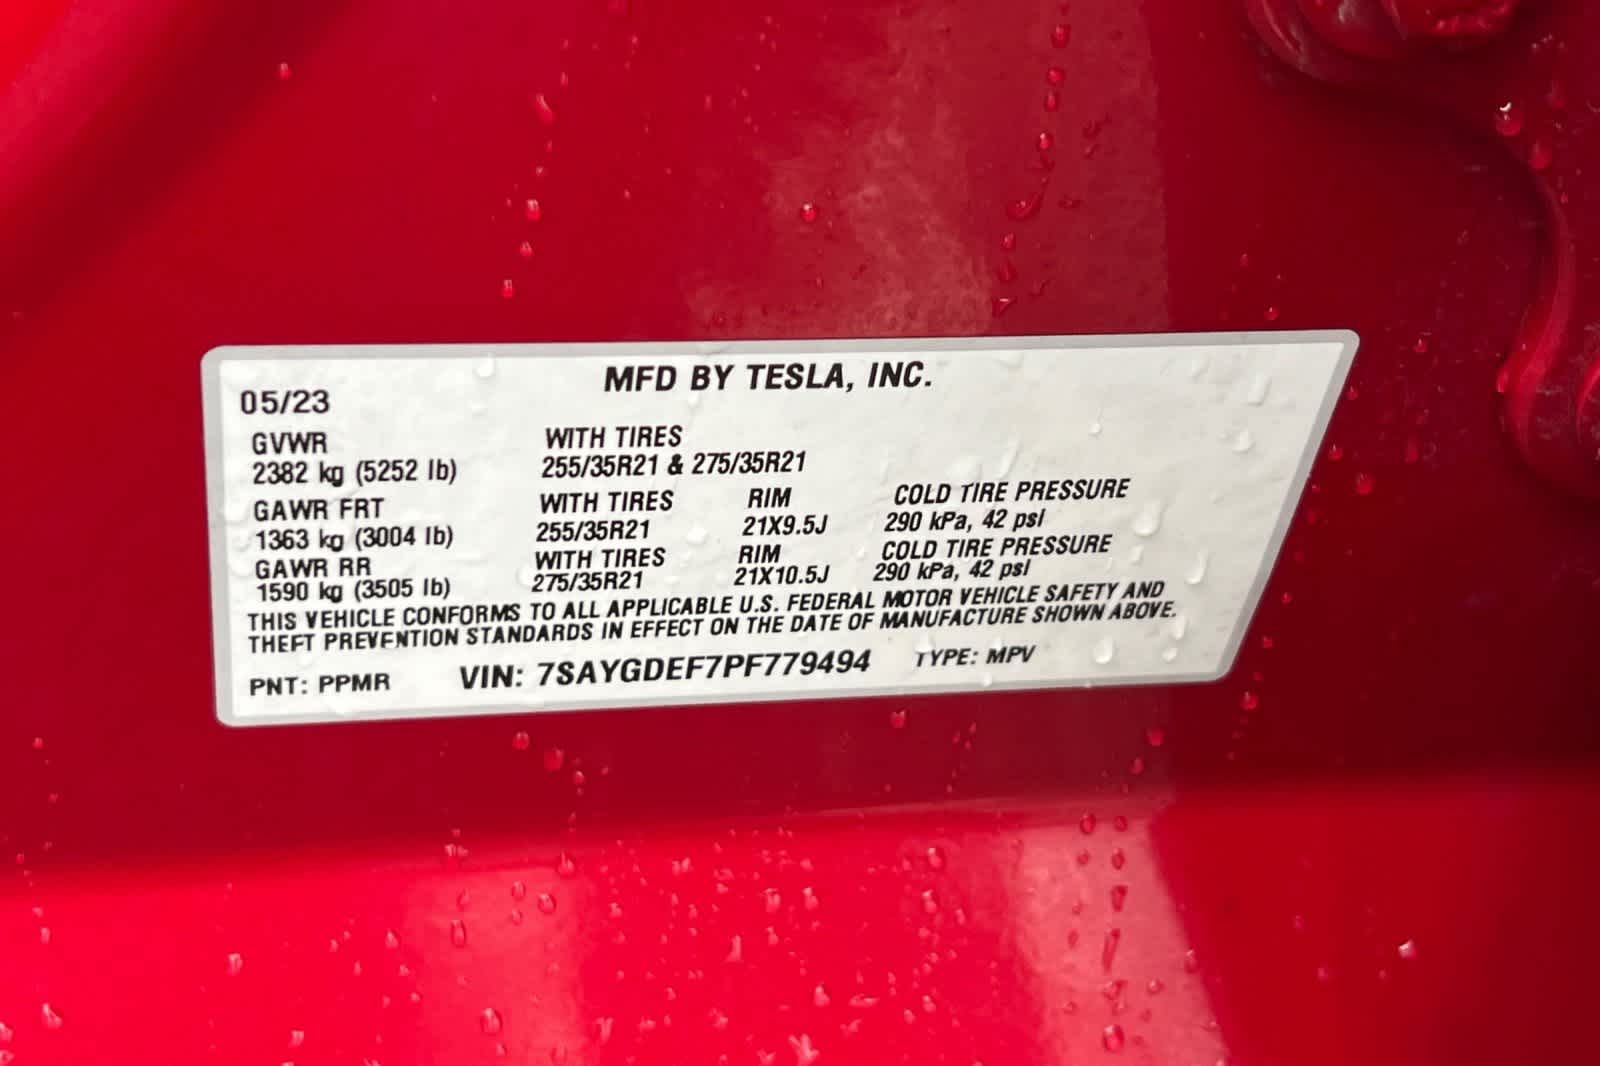 MFD BY TESLA, INC.
05/23
GVWR WITH TIRES
2382 kg (5252 lb) 255/35R21 & 275/35R21
GAWR FRT WITH TIRES RIM COLD TIRE PRESSURE
1363 kg (3004 lb) 255/35R21 21X9.5J 290 kPa, 42 psi
GAWR RR WITH TIRES RIM COLD TIRE PRESSURE
1590 kg (3505 lb) 275/35R21 21X10.5J 290 kPa, 42 psi
THIS VEHICLE CONFORMS TO ALL APPLICABLE U.S. FEDERAL MOTOR VEHICLE SAFETY AND
THEFT PREVENTION STANDARDS IN EFFECT ON THE DATE OF MANUFACTURE SHOWN ABOVE.
PNT: PPMR VIN: 7SAYGDEF7PF779494 TYPE: MPV